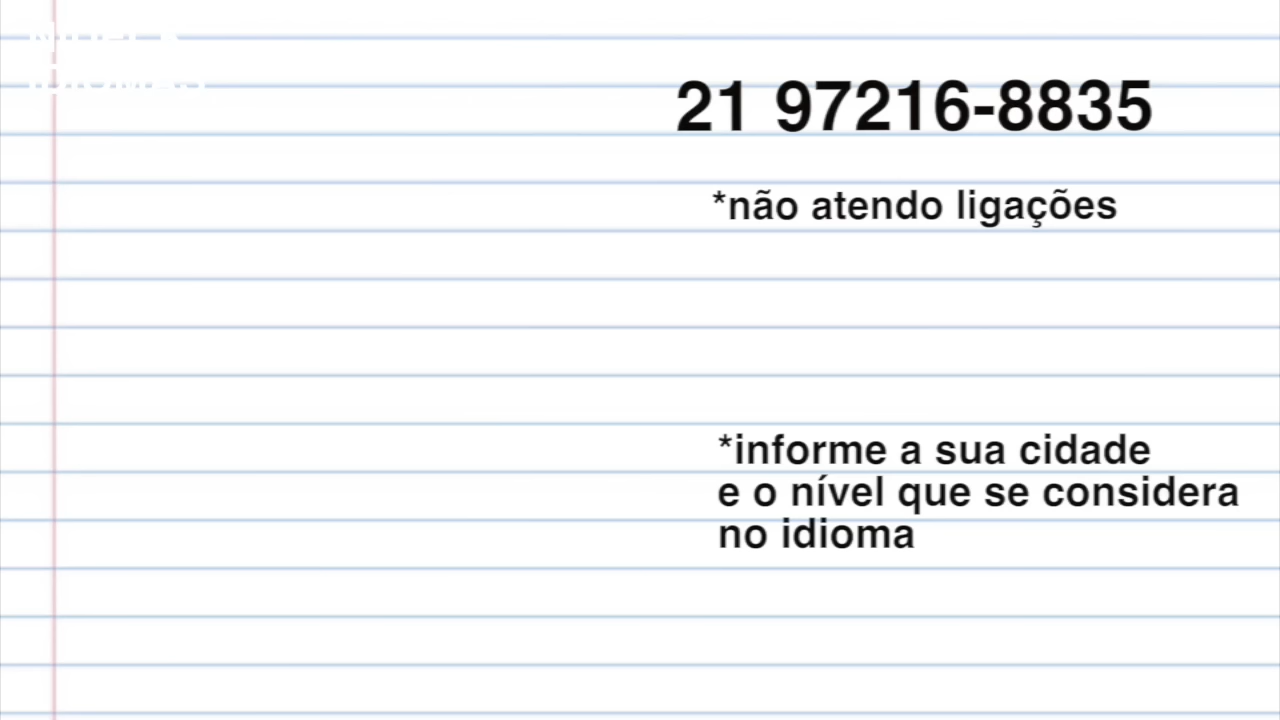 21 97216-8835
*não atendo ligações
*informe a sua cidade
e o nível que se considera
no idioma